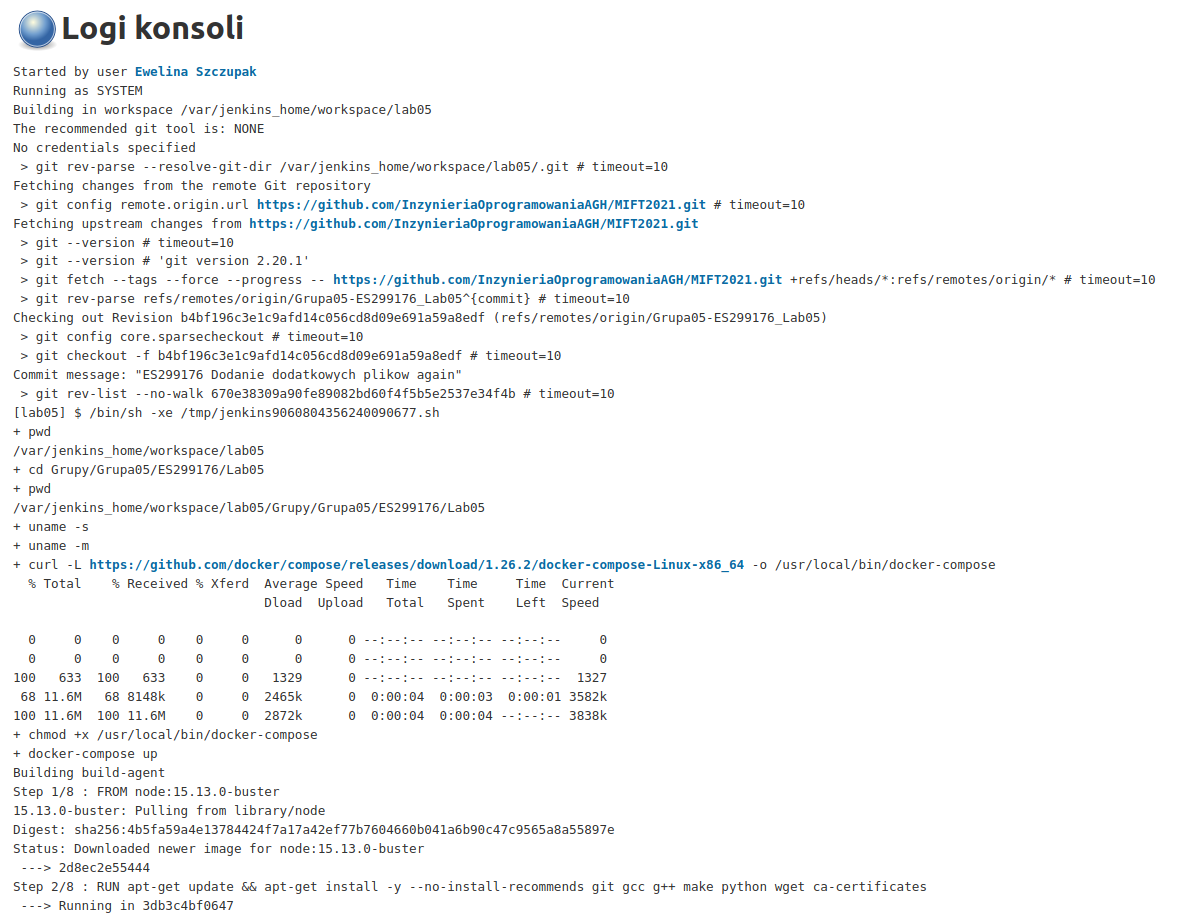 Logi konsoli
Started by user Ewelina Szczupak
Running as SYSTEM
Building in workspace /var/jenkins_home/workspace/lab05
The recommended git tool is: NONE
No credentials specified
 > git rev-parse --resolve-git-dir /var/jenkins_home/workspace/lab05/.git # timeout=10
Fetching changes from the remote Git repository
 > git config remote.origin.url https://github.com/InzynieriaOprogramowaniaAGH/MIFT2021.git # timeout=10
Fetching upstream changes from https://github.com/InzynieriaOprogramowaniaAGH/MIFT2021.git
 > git --version # timeout=10
 > git --version # 'git version 2.20.1'
 > git fetch --tags --force --progress -- https://github.com/InzynieriaOprogramowaniaAGH/MIFT2021.git +refs/heads/*:refs/remotes/origin/* # timeout=10
 > git rev-parse refs/remotes/origin/Grupa05-ES299176_Lab05^{commit} # timeout=10
Checking out Revision b4bf196c3e1c9afd14c056cd8d09e691a59a8edf (refs/remotes/origin/Grupa05-ES299176_Lab05)
 > git config core.sparsecheckout # timeout=10
 > git checkout -f b4bf196c3e1c9afd14c056cd8d09e691a59a8edf # timeout=10
Commit message: "ES299176 Dodanie dodatkowych plikow again"
 > git rev-list --no-walk 670e38309a90fe89082bd60f4f5b5e2537e34f4b # timeout=10
[lab05] $ /bin/sh -xe /tmp/jenkins9060804356240090677.sh
+ pwd
/var/jenkins_home/workspace/lab05
+ cd Grupy/Grupa05/ES299176/Lab05
+ pwd
/var/jenkins_home/workspace/lab05/Grupy/Grupa05/ES299176/Lab05
+ uname -s
+ uname -m
+ curl -L https://github.com/docker/compose/releases/download/1.26.2/docker-compose-Linux-x86_64 -o /usr/local/bin/docker-compose
  % Total    % Received % Xferd  Average Speed   Time    Time     Time  Current
                                 Dload  Upload   Total   Spent    Left  Speed
  0     0    0     0    0     0      0      0 --:--:-- --:--:-- --:--:--     0
  0     0    0     0    0     0      0      0 --:--:-- --:--:-- --:--:--     0
100   633  100   633    0     0   1329      0 --:--:-- --:--:-- --:--:--  1327
 68 11.6M   68 8148k    0     0  2465k      0  0:00:04  0:00:03  0:00:01 3582k
100 11.6M  100 11.6M    0     0  2872k      0  0:00:04  0:00:04 --:--:-- 3838k
+ chmod +x /usr/local/bin/docker-compose
+ docker-compose up
Building build-agent
Step 1/8 : FROM node:15.13.0-buster
15.13.0-buster: Pulling from library/node
Digest: sha256:4b5fa59a4e13784424f7a17a42ef77b7604660b041a6b90c47c9565a8a55897e
Status: Downloaded newer image for node:15.13.0-buster
 ---> 2d8ec2e55444
Step 2/8 : RUN apt-get update && apt-get install -y --no-install-recommends git gcc g++ make python wget ca-certificates
 ---> Running in 3db3c4bf0647